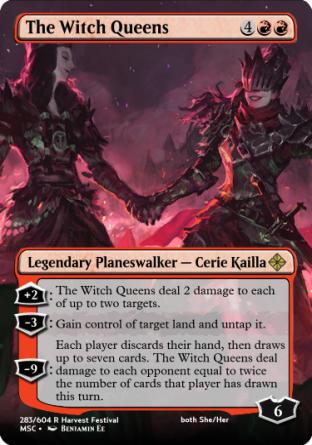 The Witch Queens 4
Legendary Planeswalker — Cerie Kailla
+2: The Witch Queens deal 2 damage to each
of up to two targets.
-3: Gain control of target land and untap it.
Each player discards their hand, then draws
up to seven cards. The Witch Queens deal
-9: damage to each opponent equal to twice
the number of cards that player has drawn
this turn.
6
283/604 R Harvest Festival both She/Her
MSC • Benjamin Ee